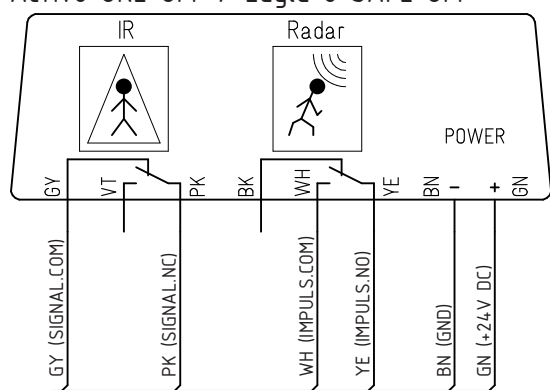 IR
Radar
POWER
GY
VT
PK
BK
WH
YE
BN
-
+
GN
GY (SIGNAL.COM)
PK (SIGNAL.NC)
WH (IMPULS.COM)
YE (IMPULS.NO)
BN (GND)
GN (+24V DC)